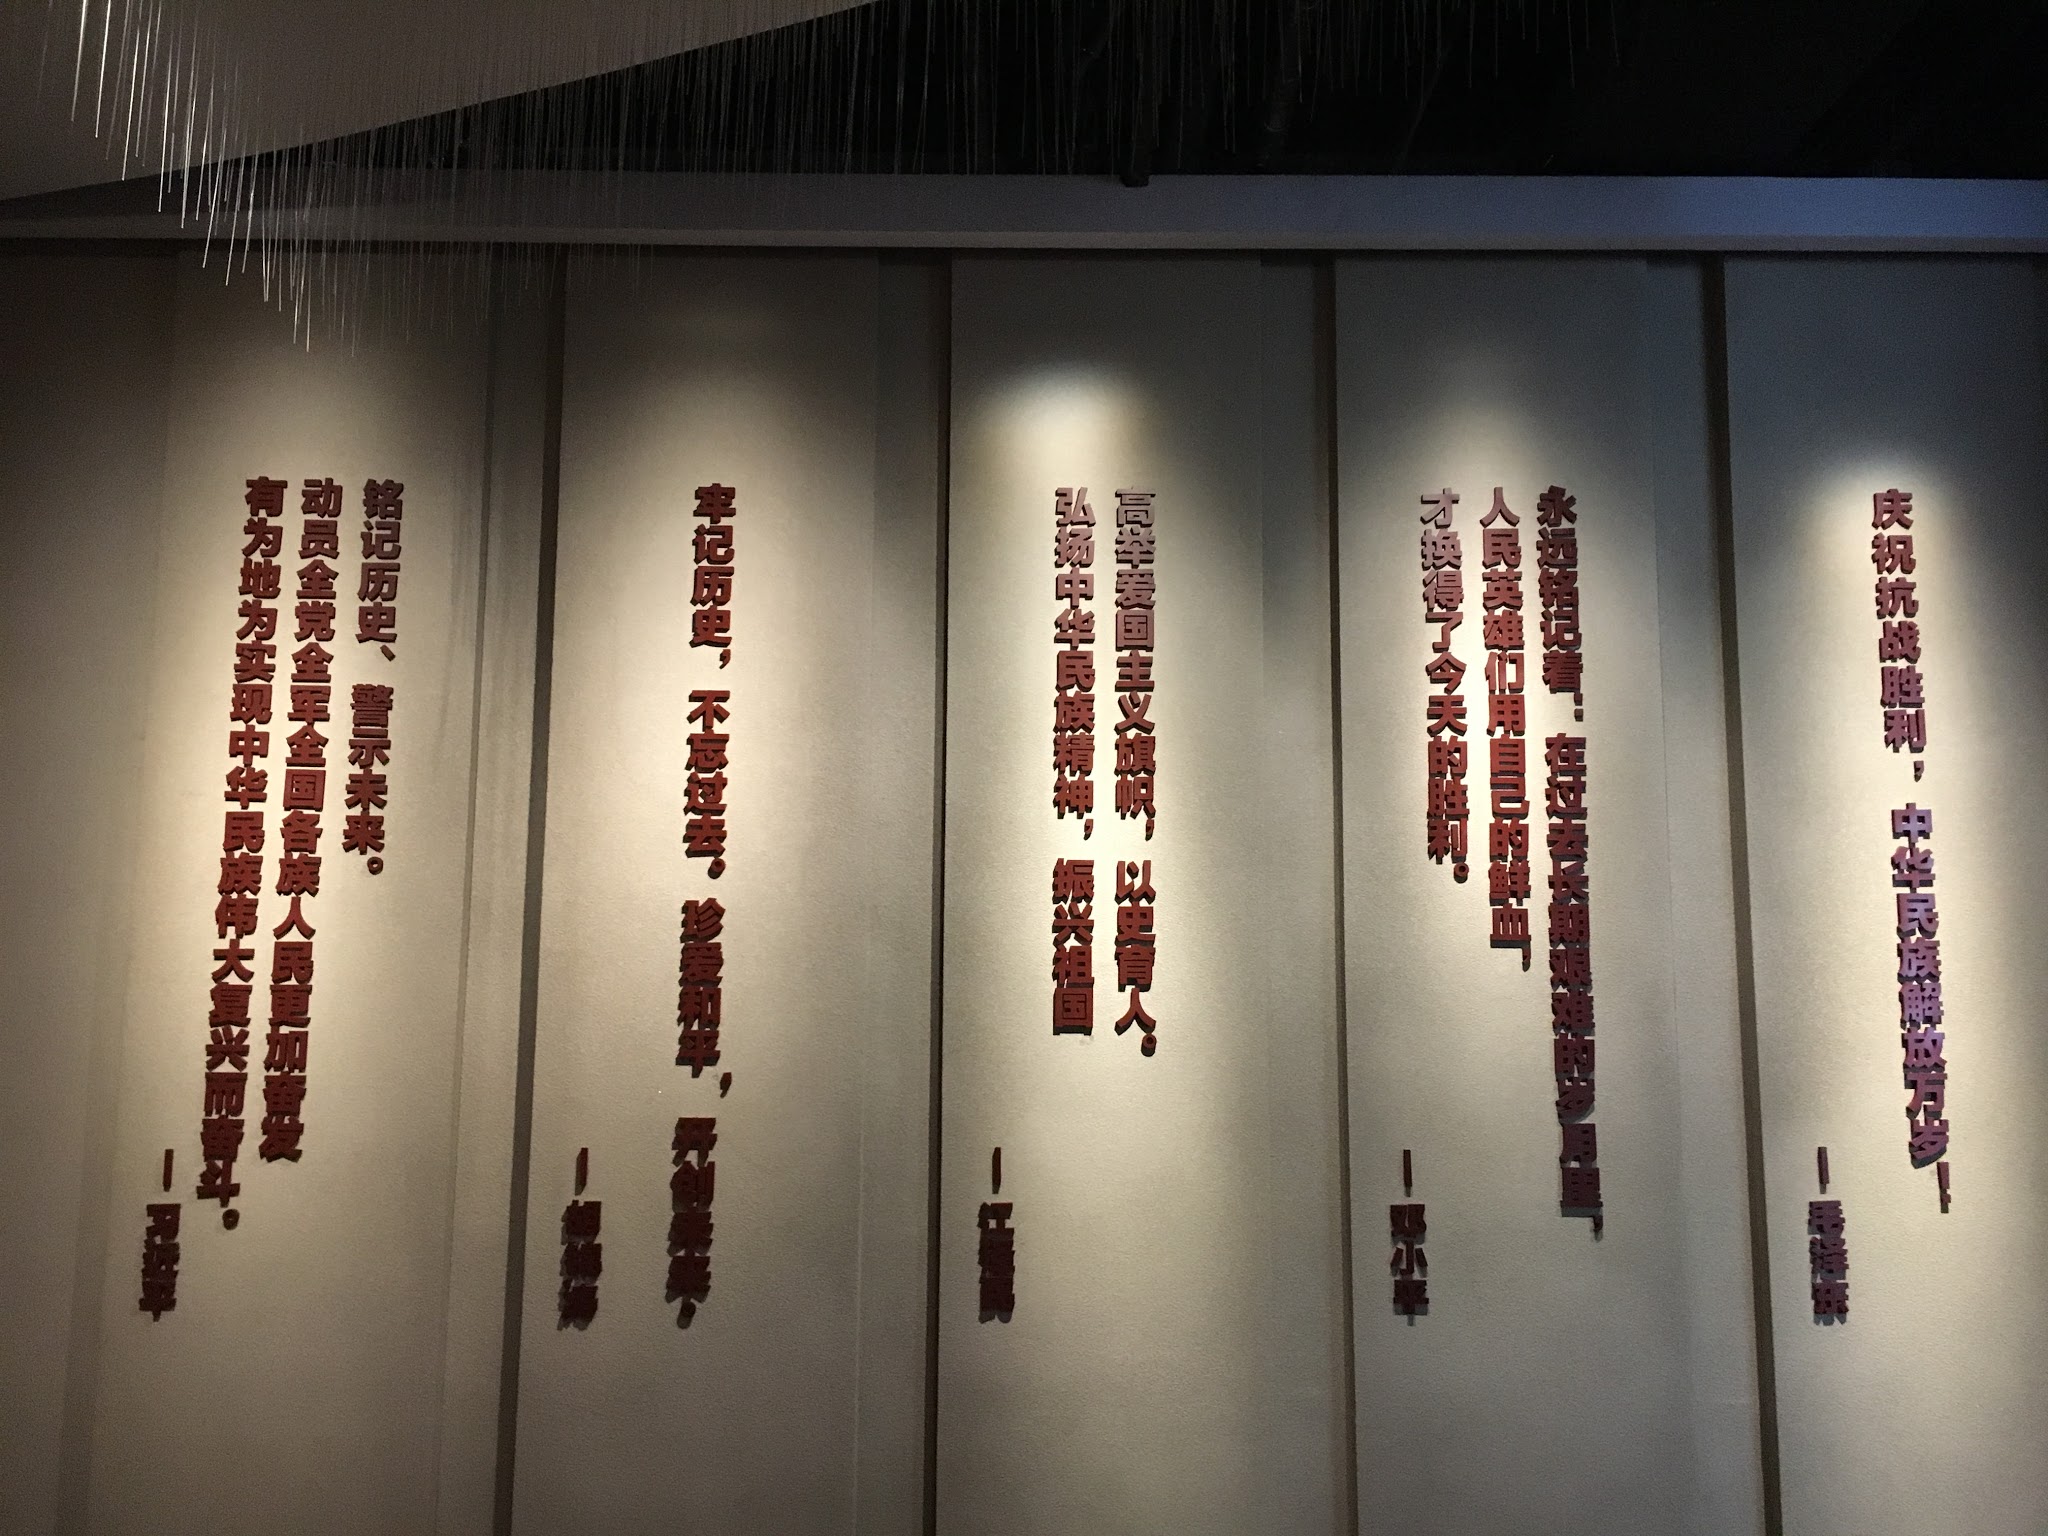 庆祝抗战胜利，中华民族解放万岁！
—毛泽东
永远铭记着：在过去长期艰难的岁月里，
人民英雄们用自己的鲜血，
才换得了今天的胜利。
—邓小平
高举爱国主义旗帜，以史育人。
弘扬中华民族精神，振兴祖国
—江泽民
牢记历史，不忘过去。珍爱和平，开创未来。
—胡锦涛
铭记历史、警示未来。
动员全党全军全国各族人民更加奋发
有为地为实现中华民族伟大复兴而奋斗。
—习近平